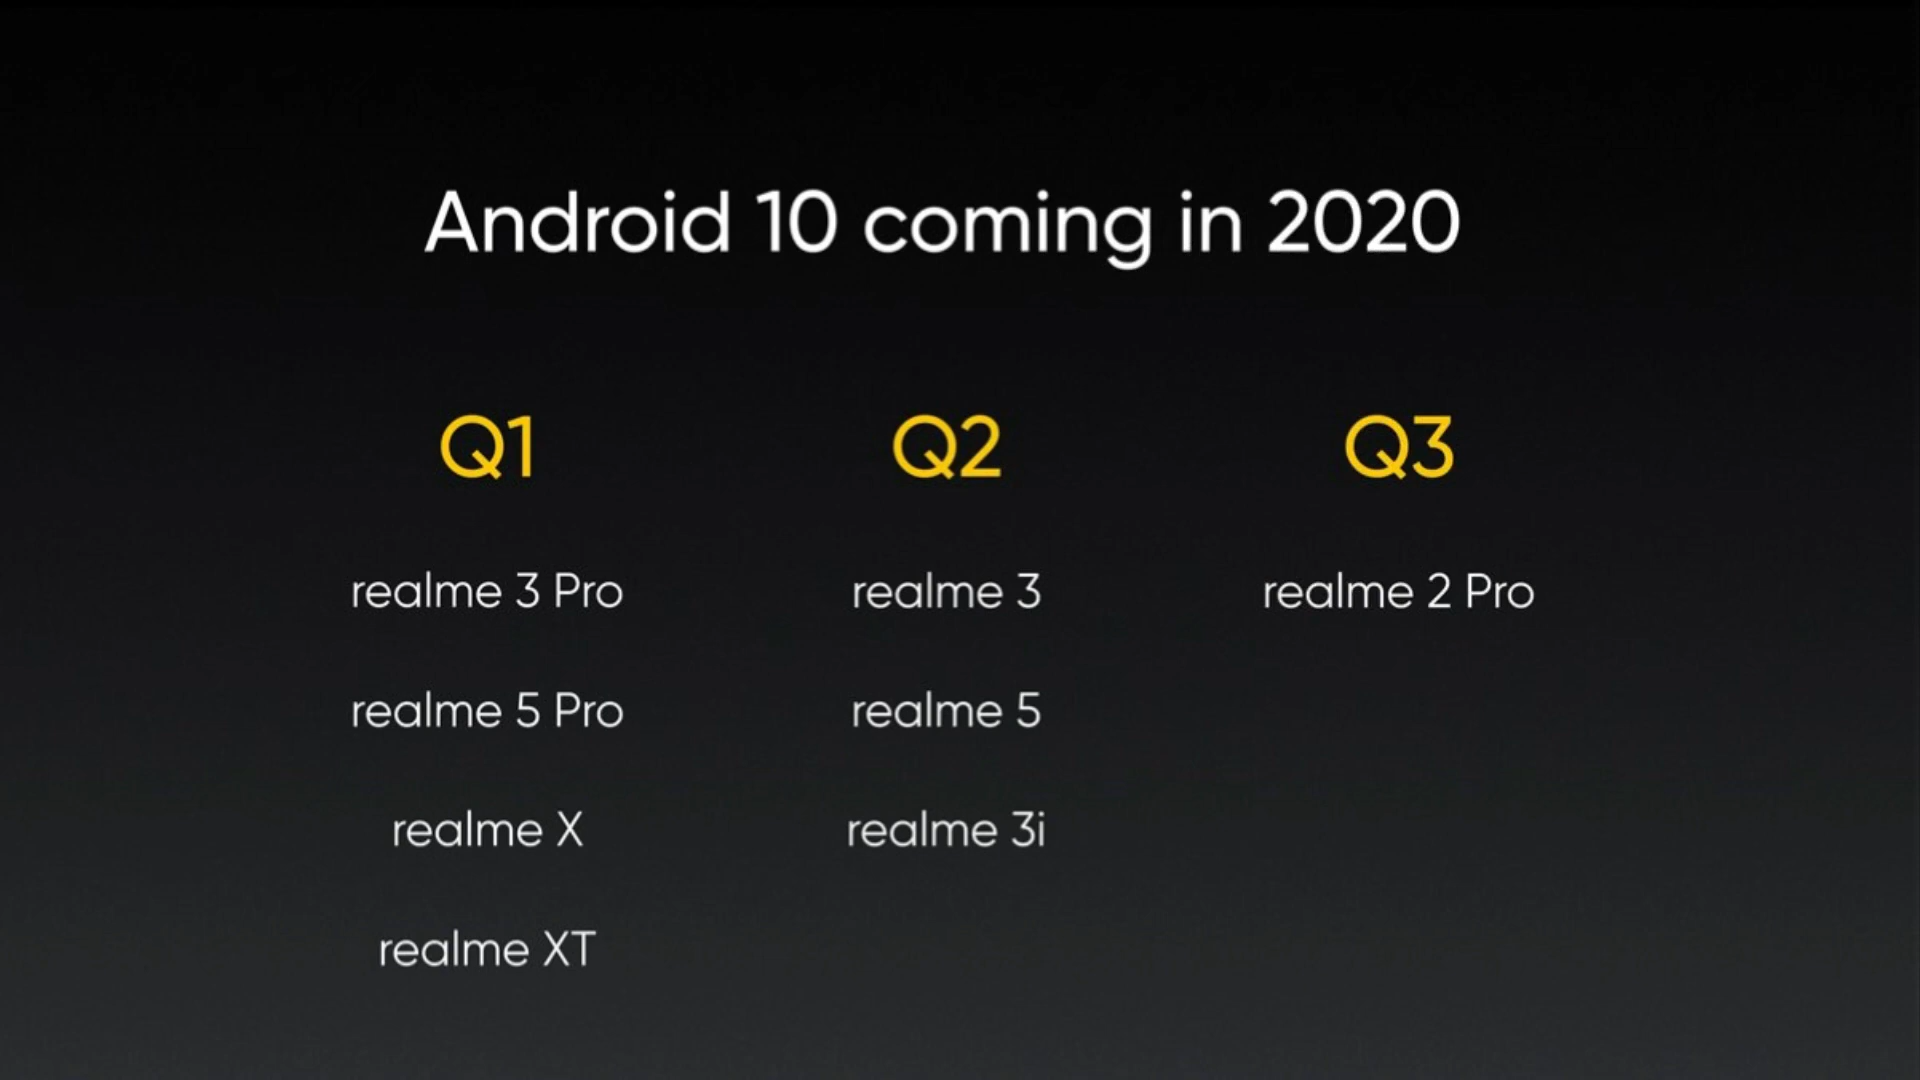 Android 10 coming in 2020
Q1
Q2
Q3
realme 3 Pro
realme 3
realme 2 Pro
realme 5 Pro
realme 5
realme X
realme 3i
realme XT